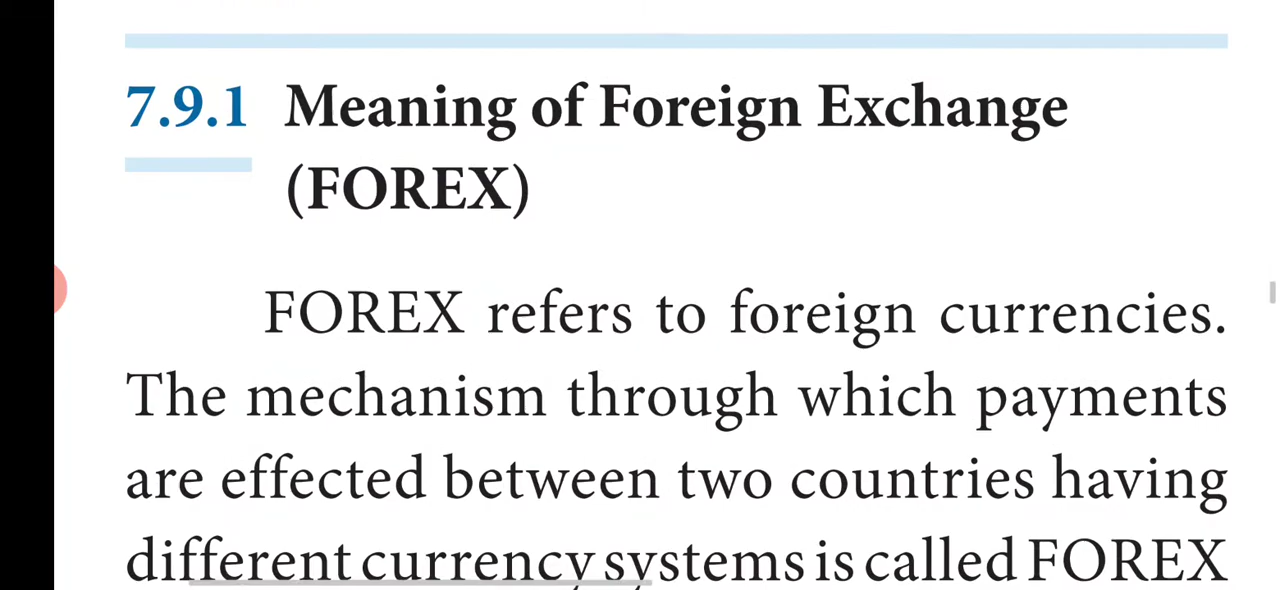 7.9.1 Meaning of Foreign Exchange
(FOREX)
FOREX refers to foreign currencies.
The mechanism through which payments
are effected between two countries having
different currency systems is called FOREX